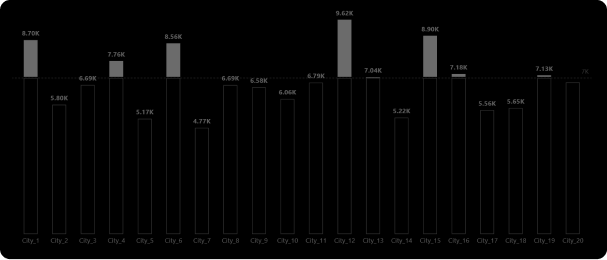 9.62K
8.90K
8.70K
8.56K
7.76K
7.18K
7.13K
7.04K
7K
6.79K
6.69K
6.69K
6.58K
6.06K
5.80K
5.65K
5.56K
5.22K
5.17K
4.77K
City_1 City_2 City_3 City_4 City_5 City_6 City_7 City_8 City_9 City_10 City_11 City_12 City_13 City_14 City_15 City_16 City_17 City_18 City_19 City_20